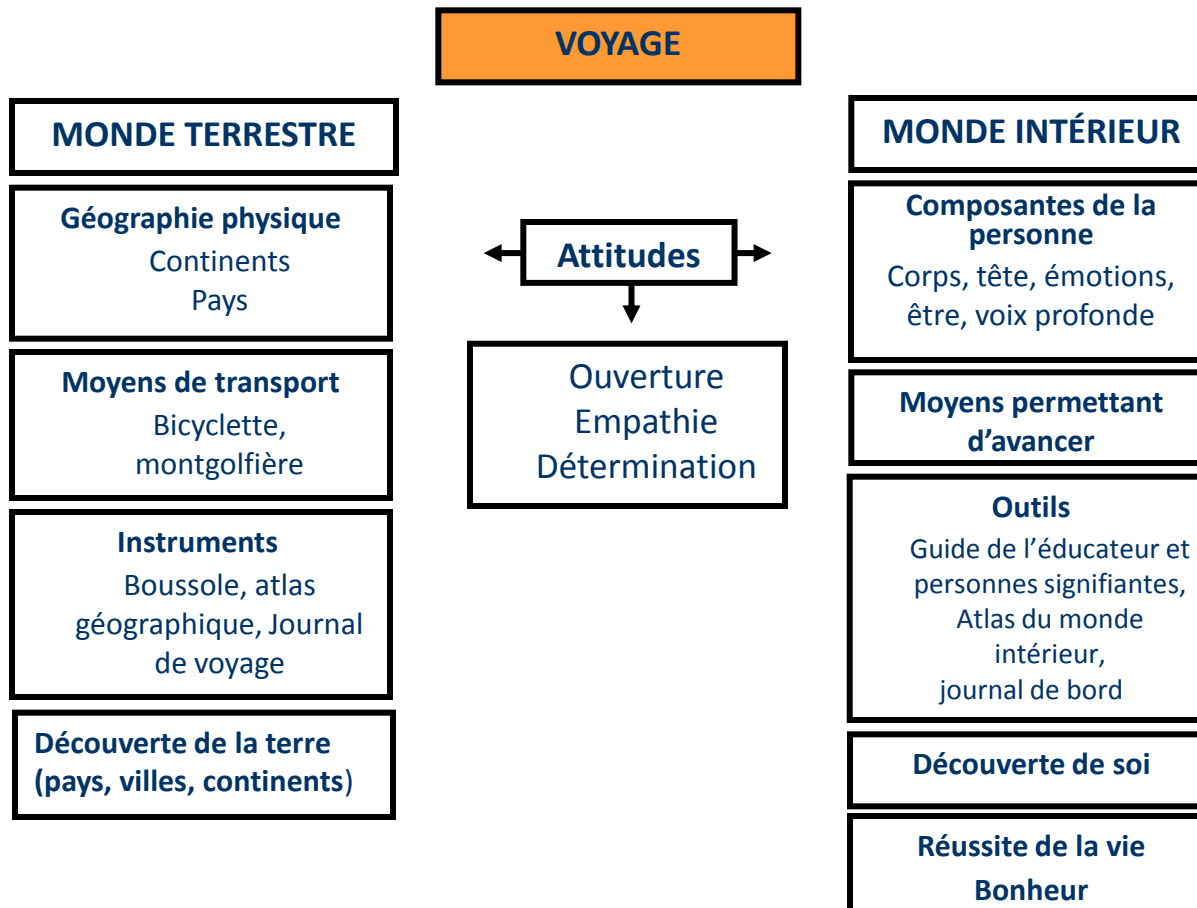 VOYAGE
MONDE TERRESTRE
Géographie physique
Continents
Pays
Moyens de transport
Bicyclette,
montgolfière
Instruments
Boussole, atlas
géographique, Journal
de voyage
Découverte de la terre
(pays, villes, continents)
Attitudes
Ouverture
Empathie
Détermination
MONDE INTÉRIEUR
Composantes de la
personne
Corps, tête, émotions,
être, voix profonde
Moyens permettant
d’avancer
Outils
Guide de l’éducateur et
personnes signifiantes,
Atlas du monde
intérieur,
journal de bord
Découverte de soi
Réussite de la vie
Bonheur